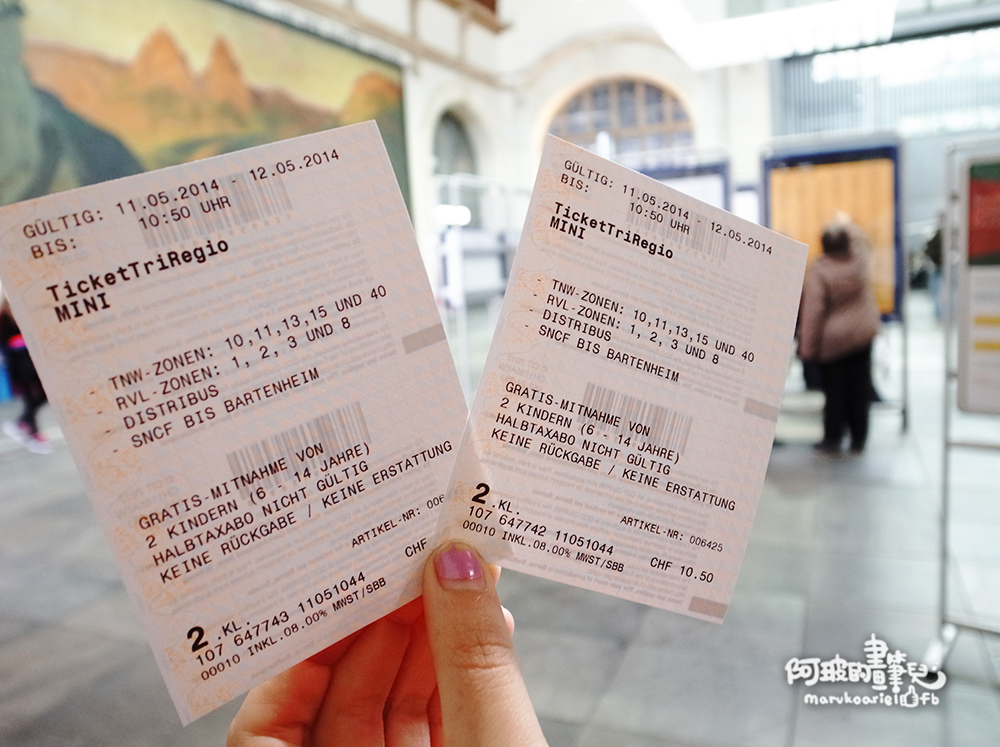 GÜLTIG: 11.05.2014 - 12.05.2014
BIS: 10:50 UHR
TicketTriRegio
MINI
- TNW-ZONEN: 10,11,13,15 UND 40
- RVL-ZONEN: 1, 2, 3 UND 8
- DISTRIBUS
- SNCF BIS BARTENHEIM
GRATIS-MITNAHME VON
2 KINDERN (6 - 14 JAHRE)
HALBTAXABO NICHT GÜLTIG
KEINE RÜCKGABE / KEINE ERSTATTUNG
ARTIKEL-NR: 006
2.KL. CHF
107 647743 11051044
00010 INKL.08.00% MWST/SBB
GÜLTIG: 11.05.2014 - 12.05.2014
BIS: 10:50 UHR
TicketTriRegio
MINI
- TNW-ZONEN: 10,11,13,15 UND 40
- RVL-ZONEN: 1, 2, 3 UND 8
- DISTRIBUS
- SNCF BIS BARTENHEIM
GRATIS-MITNAHME VON
2 KINDERN (6 - 14 JAHRE)
HALBTAXABO NICHT GÜLTIG
KEINE RÜCKGABE / KEINE ERSTATTUNG
ARTIKEL-NR: 006425
2.KL. CHF 10.50
107 647742 11051044
00010 INKL.08.00% MWST/SBB
阿玻的畫筆兒
marukoariel fb